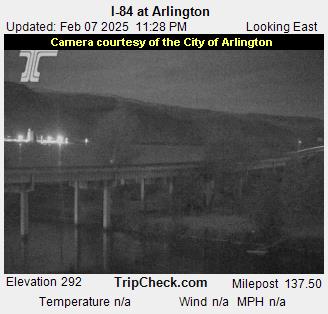 I-84 at Arlington
Updated: Feb 07 2025 11:28 PM Looking East
Camera courtesy of the City of Arlington
Elevation 292 TripCheck.com Milepost 137.50
Temperature n/a Wind n/a MPH n/a